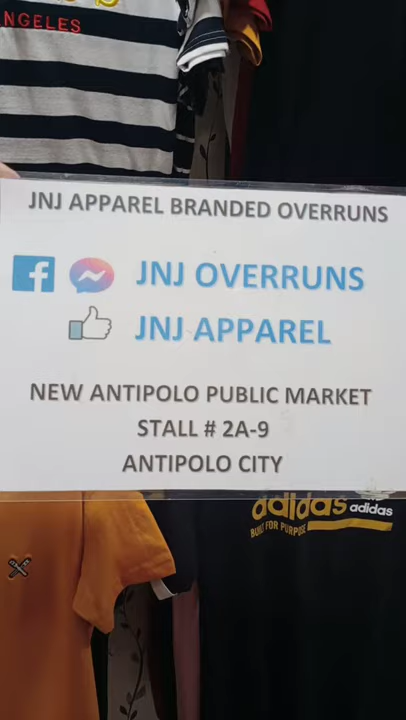 NGELES
JNJ APPAREL BRANDED OVERRUNS
JNJ OVERRUNS
JNJ APPAREL
NEW ANTIPOLO PUBLIC MARKET
STALL # 2A-9
ANTIPOLO CITY
adidas adidas
BUILT FOR PURPOSE